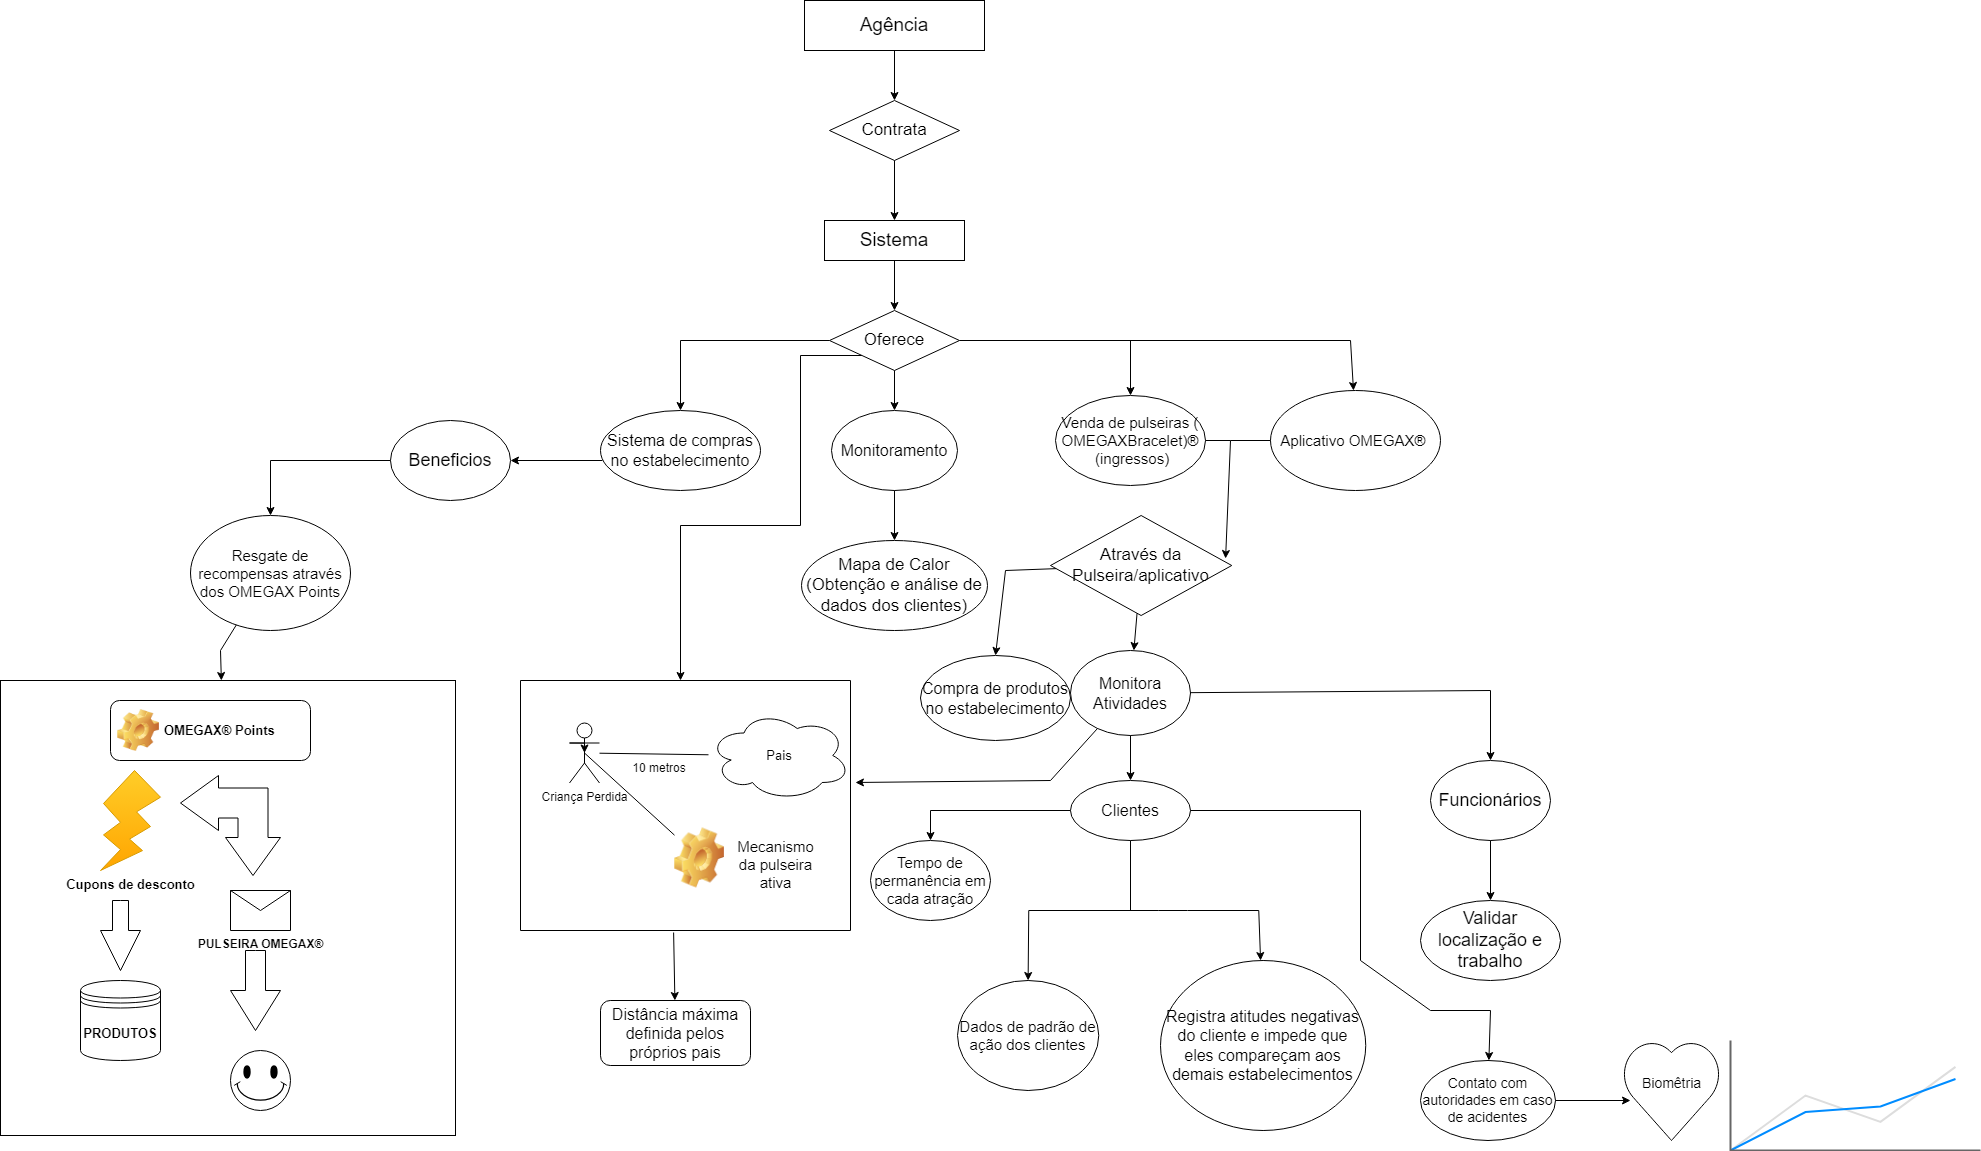 Agência
Contrata
Sistema
Oferece
Sistema de compras
no estabelecimento
Beneficios
Monitoramento
Venda de pulseiras (
OMEGAXBracelet)®
(ingressos)
Aplicativo OMEGAX®
Resgate de
recompensas através
dos OMEGAX Points
Mapa de Calor
(Obtenção e análise de
dados dos clientes)
Através da
Pulseira/aplicativo
Compra de produtos
no estabelecimento
Monitora
Atividades
OMEGAX® Points
Cupons de desconto
PULSEIRA OMEGAX®
PRODUTOS
Pais
10 metros
Criança Perdida
Mecanismo
da pulseira
ativa
Distância máxima
definida pelos
próprios pais
Clientes
Funcionários
Tempo de
permanência em
cada atração
Validar
localização e
trabalho
Dados de padrão de
ação dos clientes
Registra atitudes negativas
do cliente e impede que
eles compareçam aos
demais estabelecimentos
Contato com
autoridades em caso
de acidentes
Biomêtria